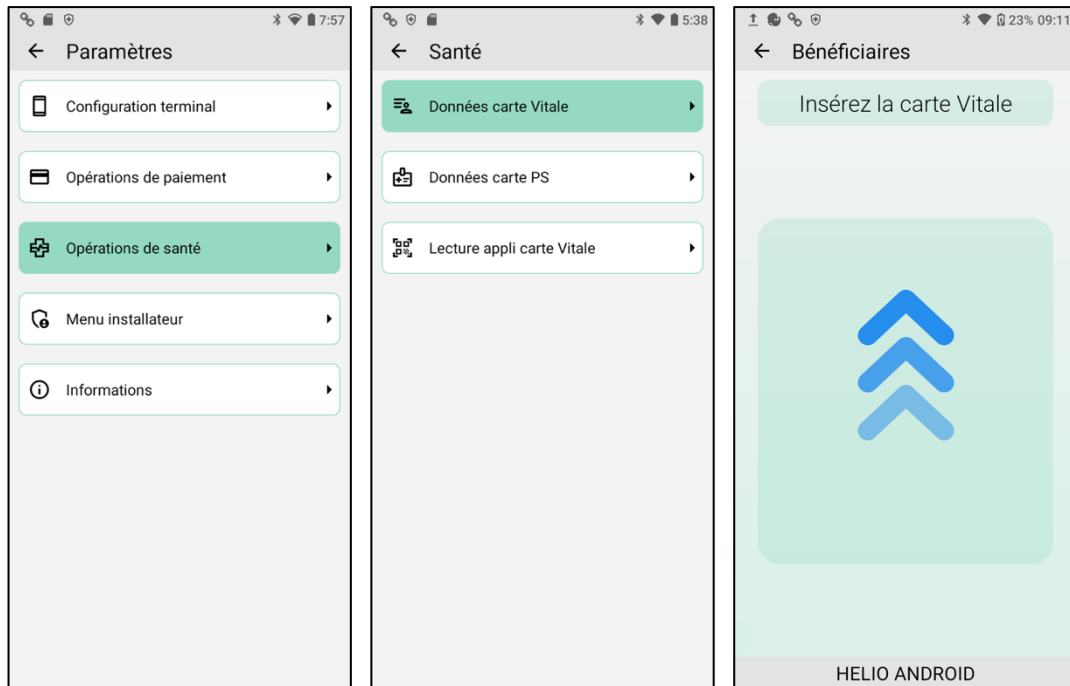 7:57
Paramètres
Configuration terminal
Opérations de paiement
Opérations de santé
Menu installateur
Informations
5:38
Santé
Données carte Vitale
Données carte PS
Lecture appli carte Vitale
23% 09:11
Bénéficiaires
Insérez la carte Vitale
HELIO ANDROID